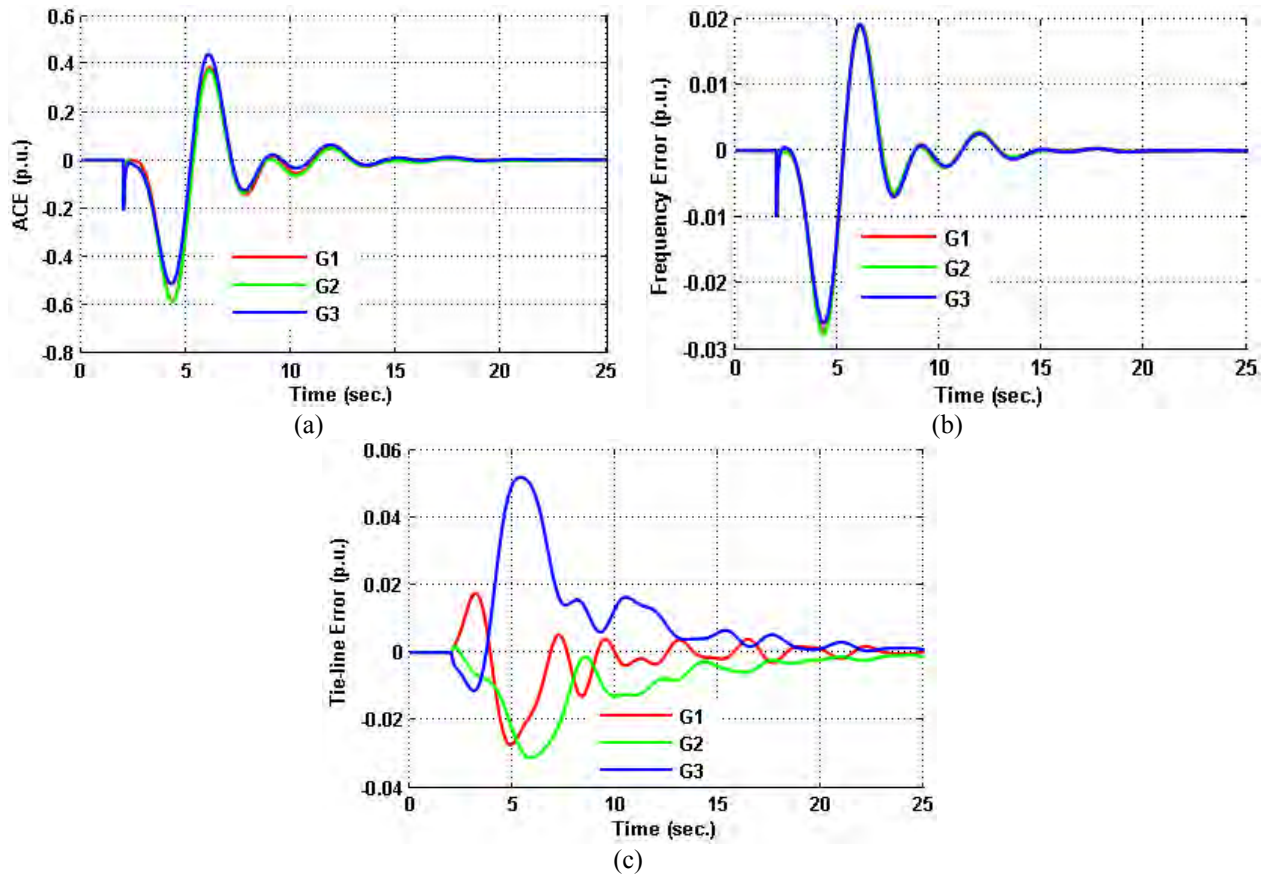 0.6
0.4
0.2
0
-0.2
-0.4
-0.6
-0.8
ACE (p.u.)
G1
G2
G3
0 5 10 15 20 25
Time (sec.)
(a)
0.02
0.01
0
-0.01
-0.02
-0.03
Frequency Error (p.u.)
G1
G2
G3
0 5 10 15 20 25
Time (sec.)
(b)
0.06
0.04
0.02
0
-0.02
-0.04
Tie-line Error (p.u.)
G1
G2
G3
0 5 10 15 20 25
Time (sec.)
(c)